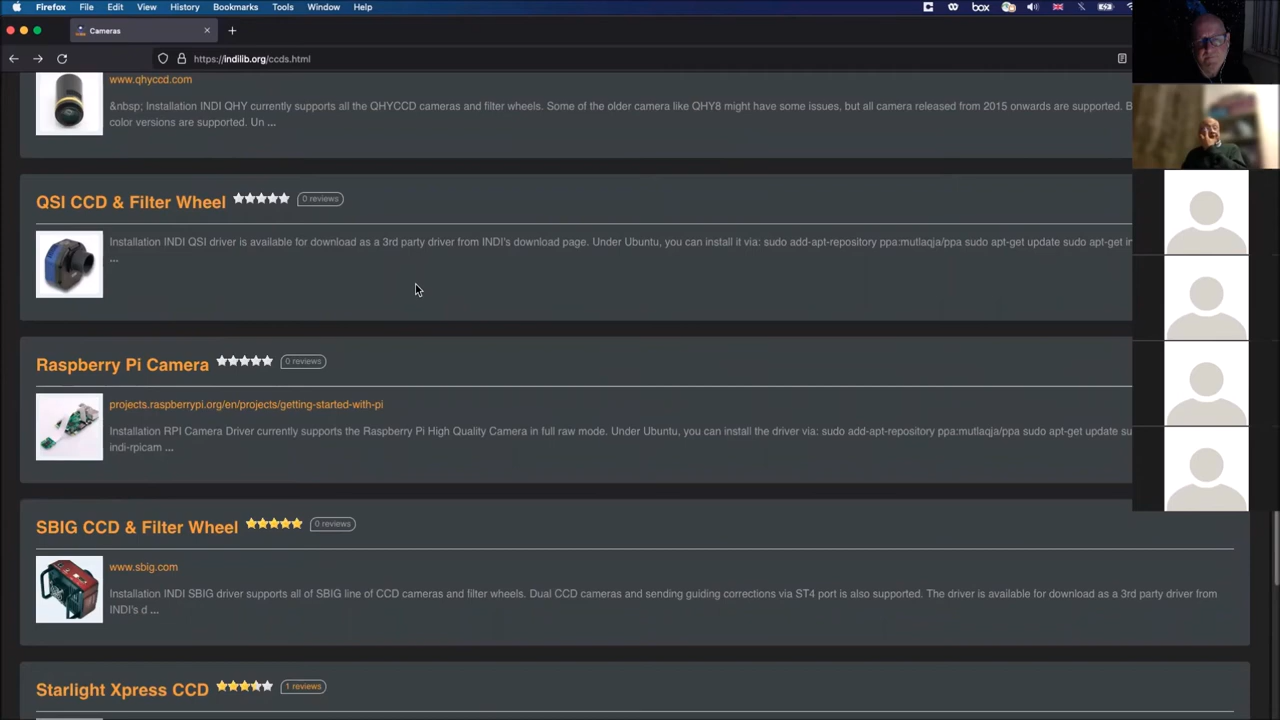 Firefox File Edit View History Bookmarks Tools Window Help
box
Cameras
https://indilib.org/ccds.html
www.qhyccd.com
&nbsp; Installation INDI QHY currently supports all the QHYCCD cameras and filter wheels. Some of the older camera like QHY8 might have some issues, but all camera released from 2015 onwards are supported. B
color versions are supported. Un ...
QSI CCD & Filter Wheel 0 reviews
Installation INDI QSI driver is available for download as a 3rd party driver from INDI's download page. Under Ubuntu, you can install it via: sudo add-apt-repository ppa:mutlaqja/ppa sudo apt-get update sudo apt-get in
...
Raspberry Pi Camera 0 reviews
projects.raspberrypi.org/en/projects/getting-started-with-pi
Installation RPI Camera Driver currently supports the Raspberry Pi High Quality Camera in full raw mode. Under Ubuntu, you can install the driver via: sudo add-apt-repository ppa:mutlaqja/ppa sudo apt-get update su
indi-rpicam ...
SBIG CCD & Filter Wheel 0 reviews
www.sbig.com
Installation INDI SBIG driver supports all of SBIG line of CCD cameras and filter wheels. Dual CCD cameras and sending guiding corrections via ST4 port is also supported. The driver is available for download as a 3rd party driver from
INDI's d ...
Starlight Xpress CCD 1 reviews